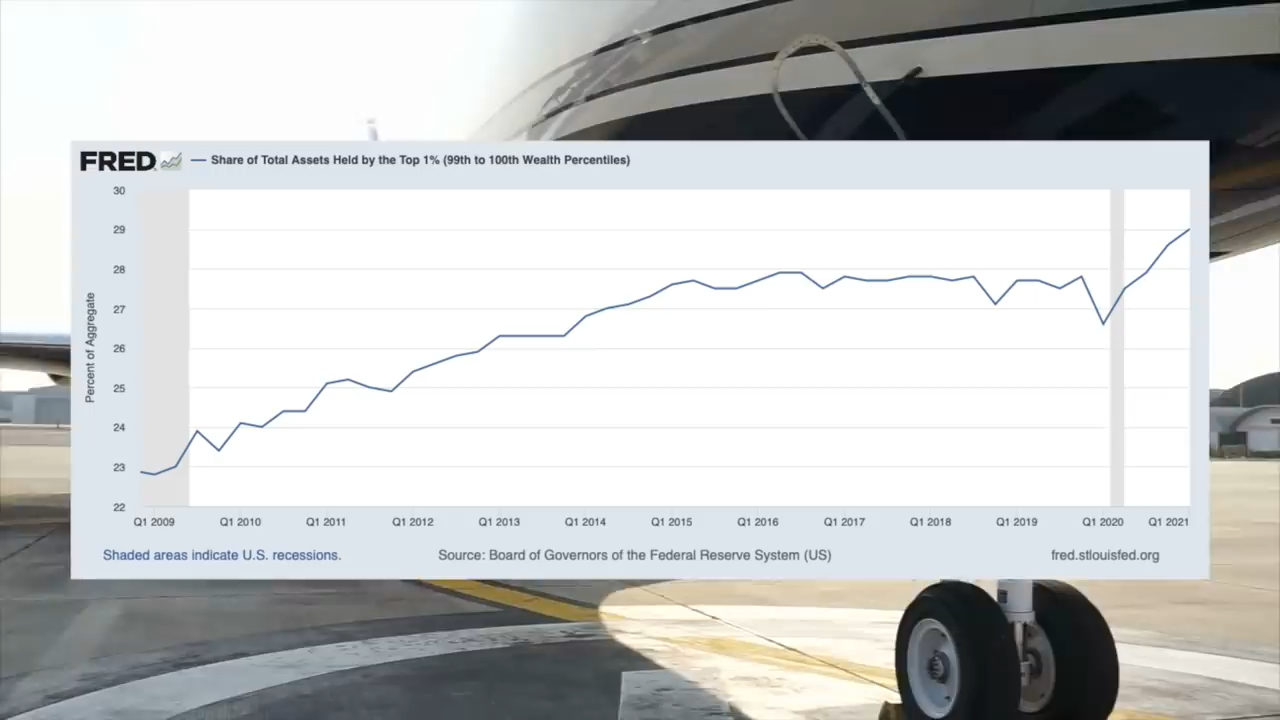 FRED
Share of Total Assets Held by the Top 1% (99th to 100th Wealth Percentiles)
Percent of Aggregate
30
29
28
27
26
25
24
23
22
Q1 2009 Q1 2010 Q1 2011 Q1 2012 Q1 2013 Q1 2014 Q1 2015 Q1 2016 Q1 2017 Q1 2018 Q1 2019 Q1 2020 Q1 2021
Shaded areas indicate U.S. recessions. Source: Board of Governors of the Federal Reserve System (US) fred.stlouisfed.org